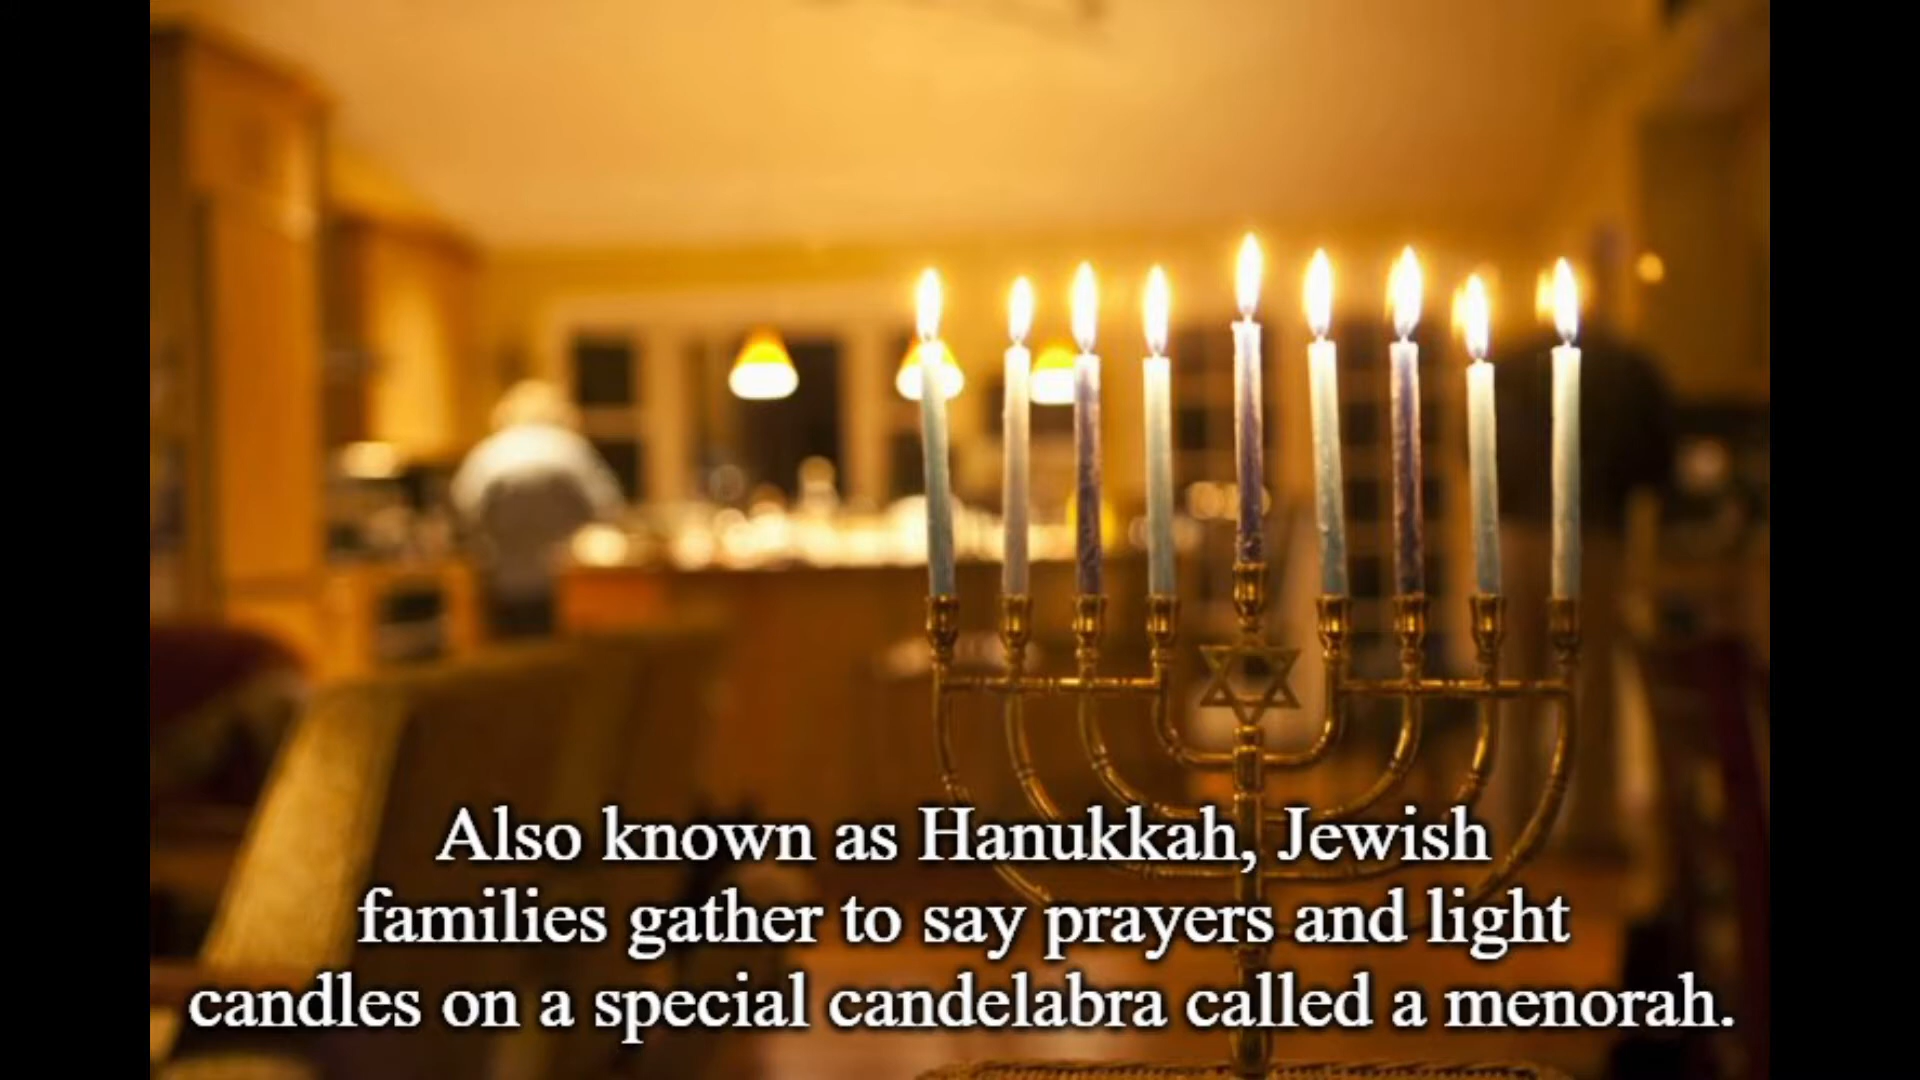 Also known as Hanukkah, Jewish
families gather to say prayers and light
candles on a special candelabra called a menorah.